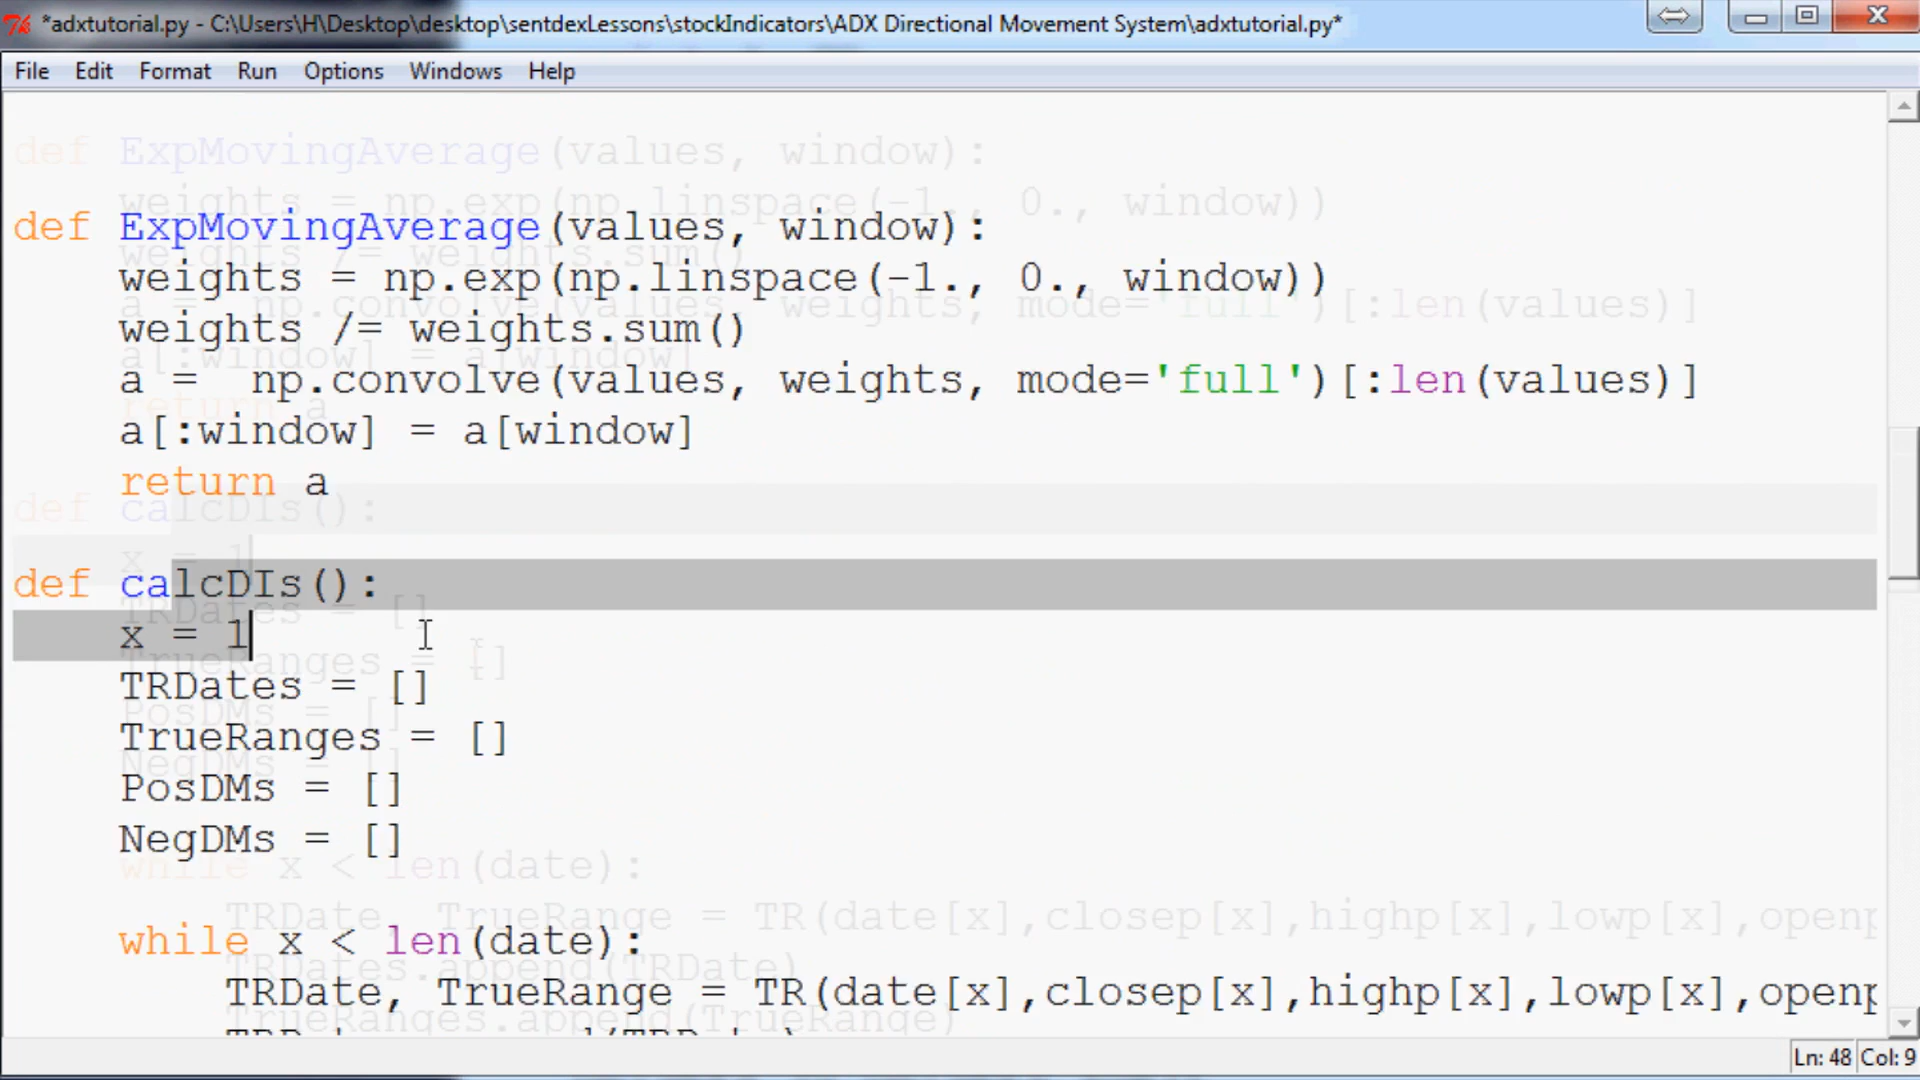 *adxtutorial.py - C:\Users\H\Desktop\desktop\sentdexLessons\stockIndicators\ADX Directional Movement System\adxtutorial.py*
File Edit Format Run Options Windows Help
def ExpMovingAverage(values, window):
    weights = np.exp(np.linspace(-1., 0., window))
    weights /= weights.sum()
    a =  np.convolve(values, weights, mode='full')[:len(values)]
    a[:window] = a[window]
    return a
def calcDIs():
    x = 1
    TRDates = []
    TrueRanges = []
    PosDMs = []
    NegDMs = []
    while x < len(date):
        TRDate, TrueRange = TR(date[x],closep[x],highp[x],lowp[x],openp
Ln: 48 Col: 9